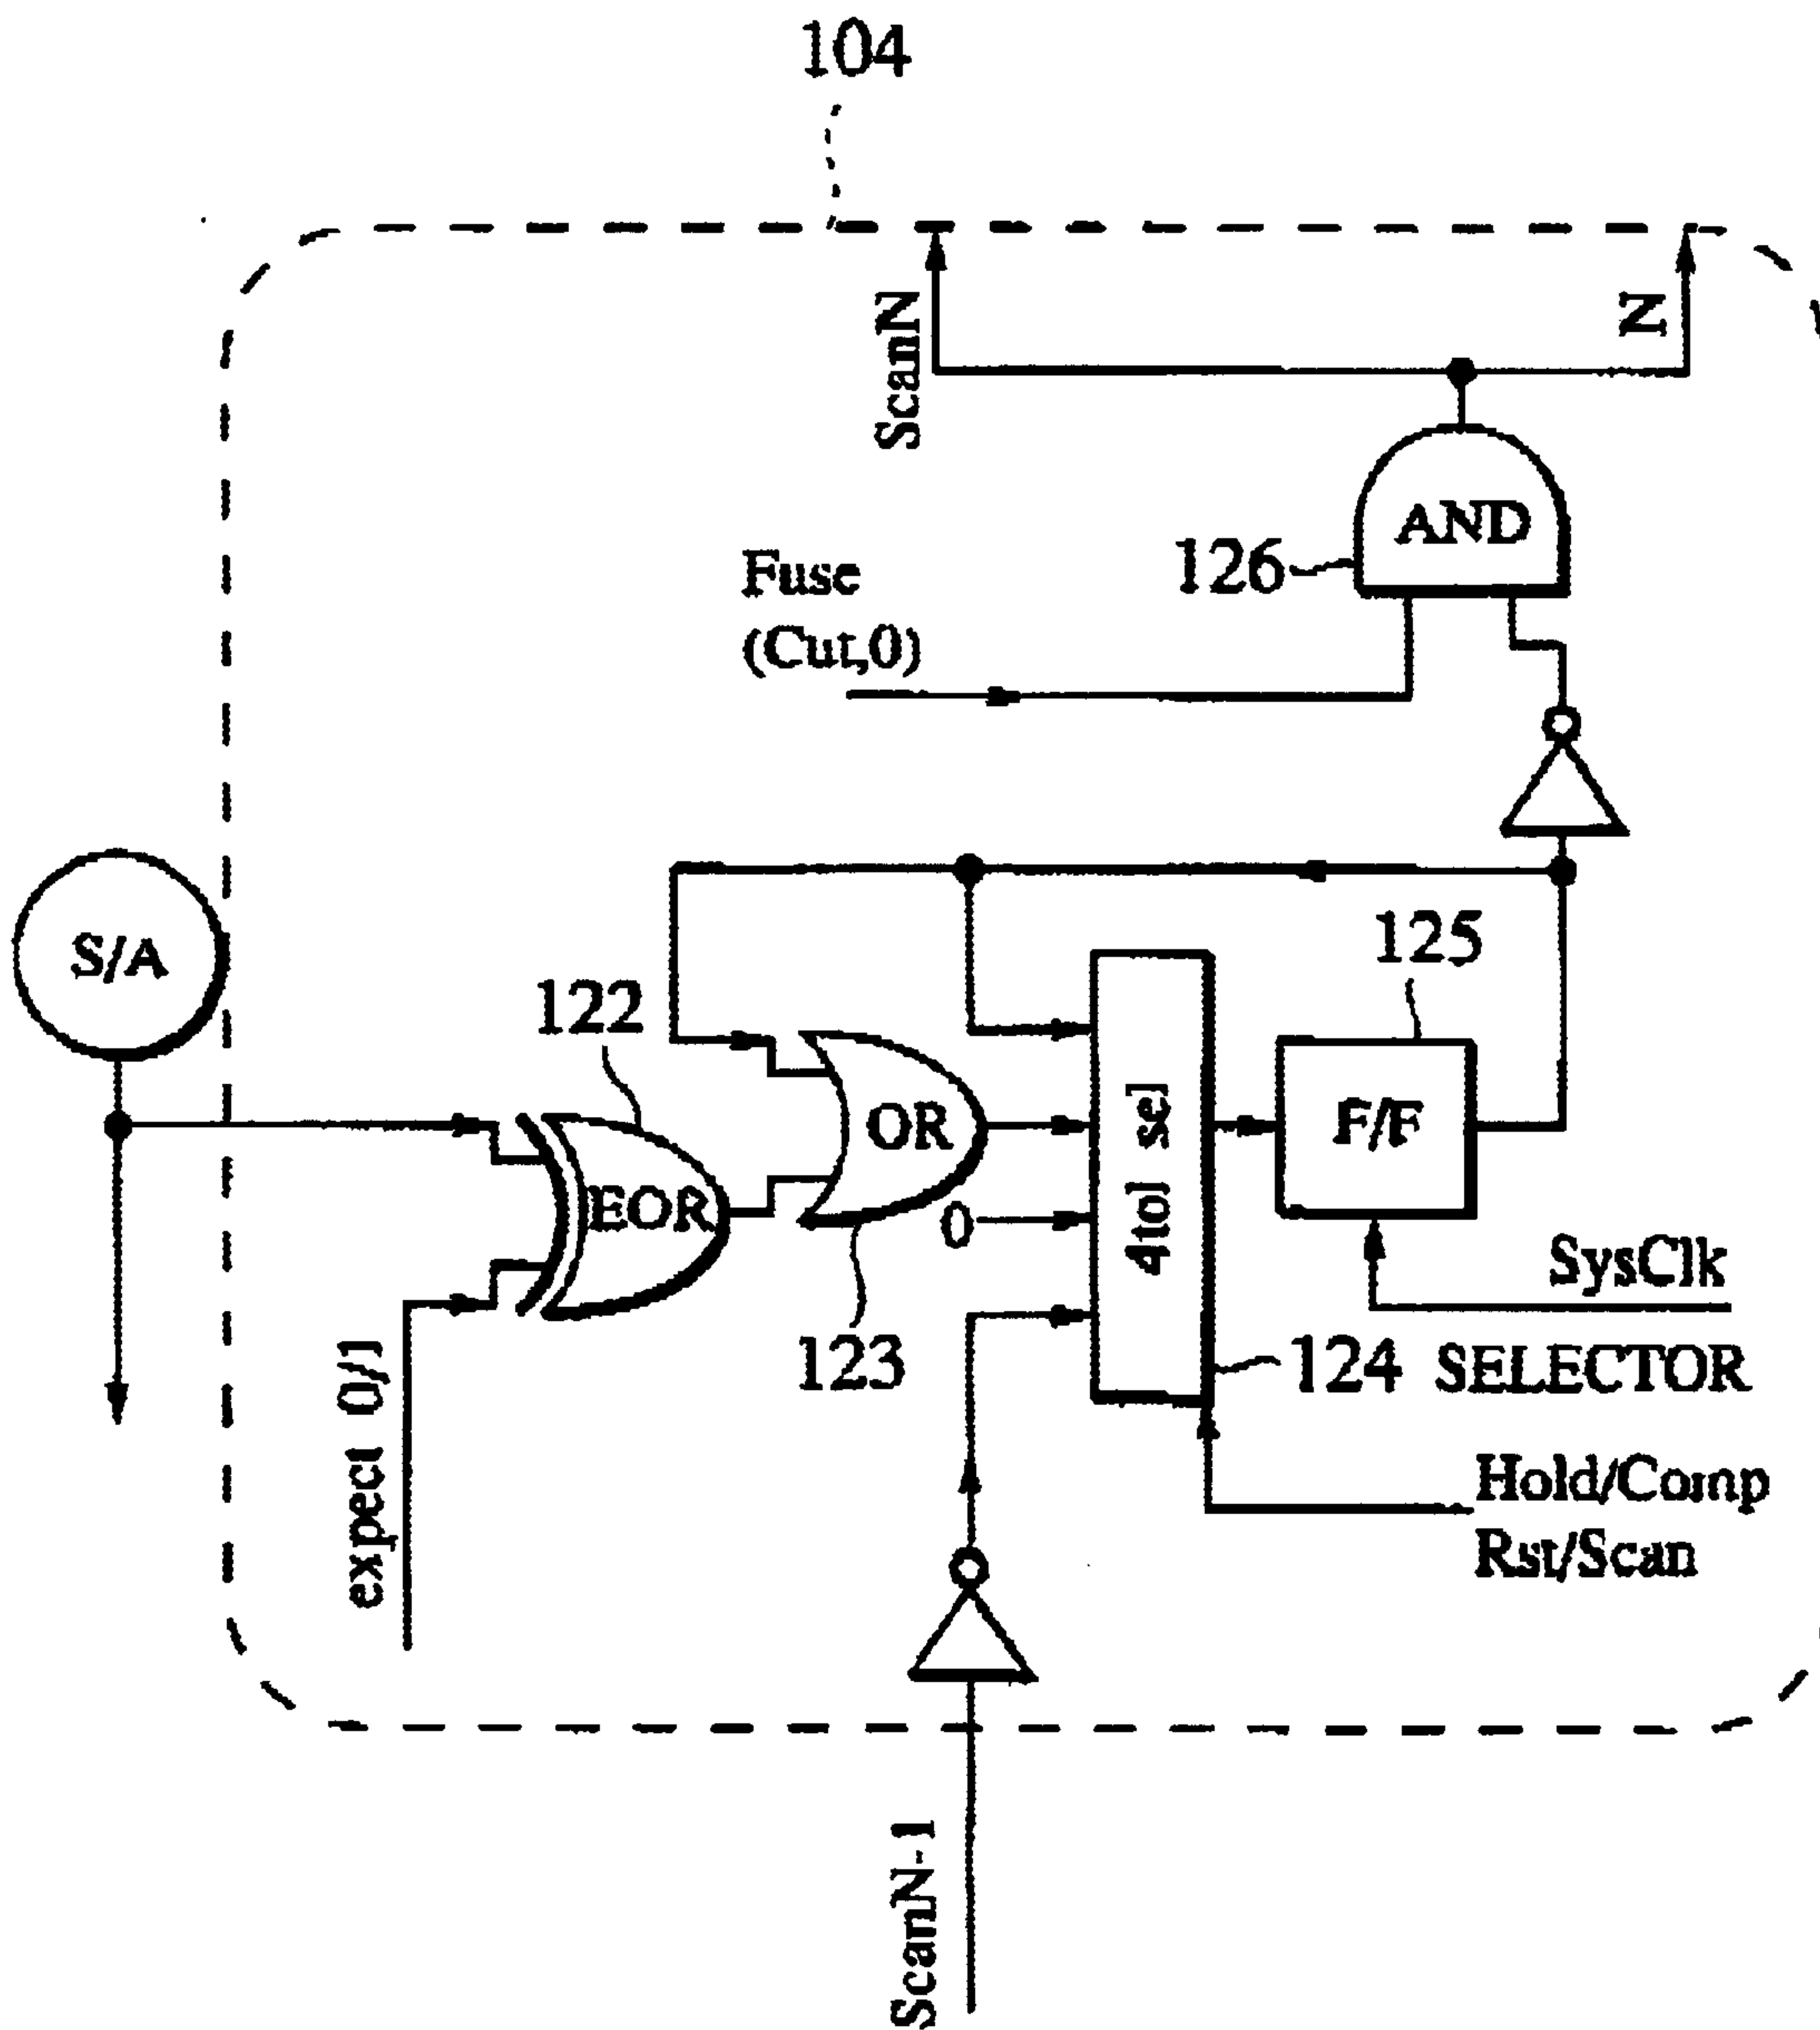 104
ScanN
N
AND
126
Fuse
(Cut,0)
S/A
125
122
OR
4to1 sel
F/F
EOR
0
SysClk
expect 0/1
123
124 SELECTOR
Hold/Comp
Rst/Scan
ScanN-1